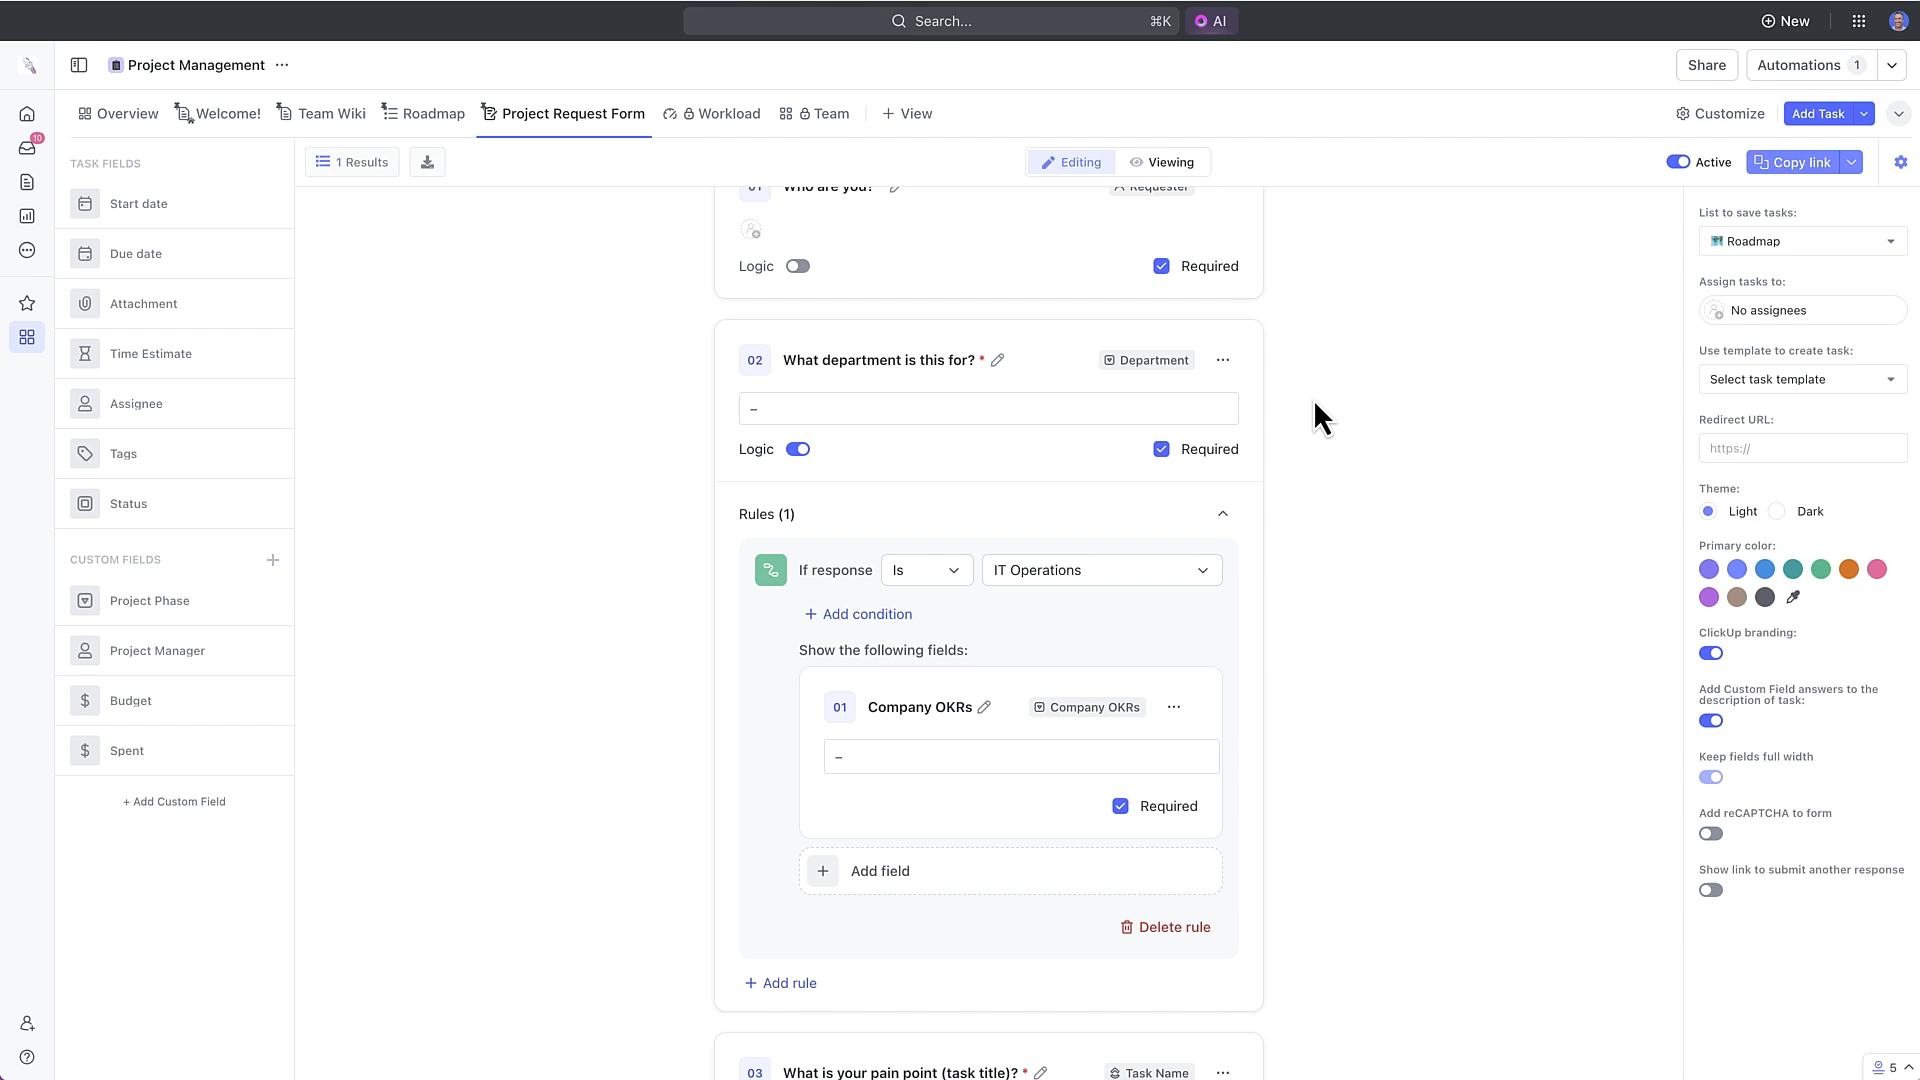 Search...
⌘K
AI
New
Project Management
Share
Automations 1
Overview
Welcome!
Team Wiki
Roadmap
Project Request Form
Workload
Team
+ View
Customize
Add Task
10
TASK FIELDS
1 Results
Editing
Viewing
Active
Copy link
Start date
Due date
Attachment
Time Estimate
Assignee
Tags
Status
CUSTOM FIELDS
Project Phase
Project Manager
Budget
Spent
+ Add Custom Field
01 Who are you?
Requester
Logic
Required
02 What department is this for? *
Department
–
Logic
Required
Rules (1)
If response Is IT Operations
+ Add condition
Show the following fields:
01 Company OKRs
Company OKRs
–
Required
+ Add field
Delete rule
+ Add rule
03 What is your pain point (task title)? *
Task Name
List to save tasks:
Roadmap
Assign tasks to:
No assignees
Use template to create task:
Select task template
Redirect URL:
https://
Theme:
Light
Dark
Primary color:
ClickUp branding:
Add Custom Field answers to the
description of task:
Keep fields full width
Add reCAPTCHA to form
Show link to submit another response
5